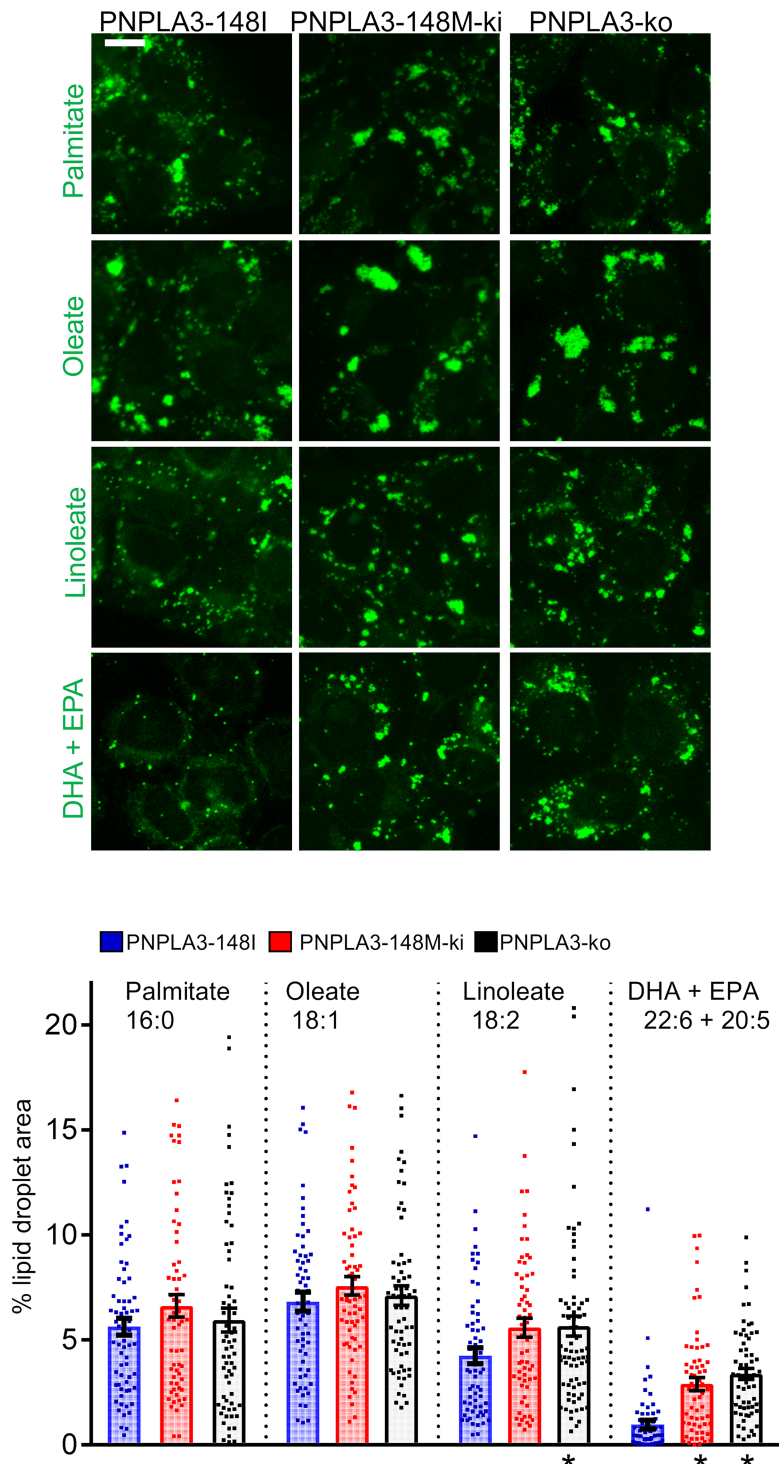 PNPLA3-148I PNPLA3-148M-ki PNPLA3-ko
Palmitate
Oleate
Linoleate
DHA + EPA
PNPLA3-148I PNPLA3-148M-ki PNPLA3-ko
Palmitate Oleate Linoleate DHA + EPA
16:0 18:1 18:2 22:6 + 20:5
% lipid droplet area
20
15
10
5
0
* * *